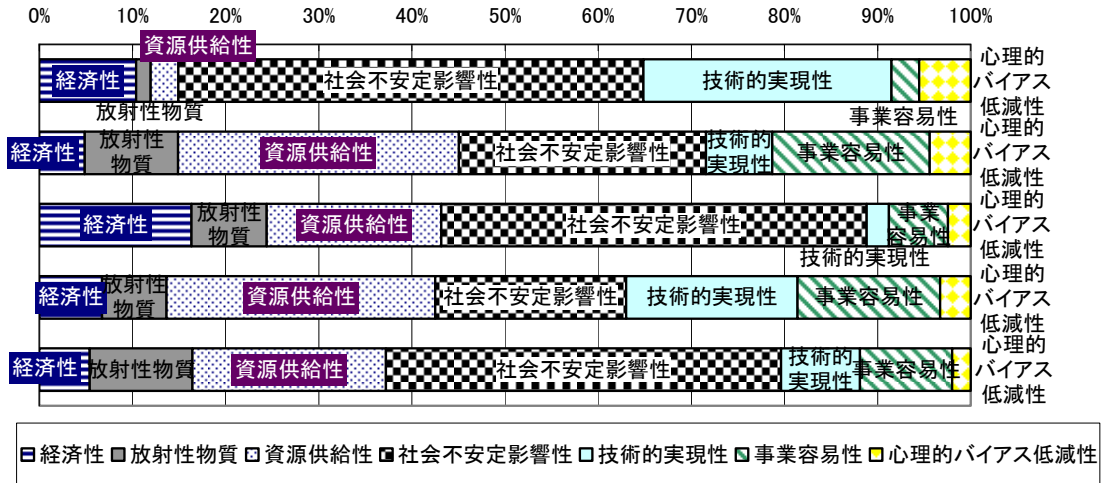 0% 10% 20% 30% 40% 50% 60% 70% 80% 90% 100%
資源供給性
経済性 社会不安定影響性 技術的実現性
心理的
バイアス
低減性
放射性物質 事業容易性
経済性
放射性
物質
資源供給性
社会不安定影響性
技術的
実現性
事業容易性
心理的
バイアス
低減性
経済性
放射性
物質
資源供給性
社会不安定影響性
事業
容易性
心理的
バイアス
低減性
技術的実現性
経済性
放射性
物質
資源供給性
社会不安定影響性
技術的実現性
事業容易性
心理的
バイアス
低減性
経済性
放射性物質
資源供給性
社会不安定影響性
技術的
実現性
事業容易性
心理的
バイアス
低減性
経済性 放射性物質 資源供給性 社会不安定影響性 技術的実現性 事業容易性 心理的バイアス低減性